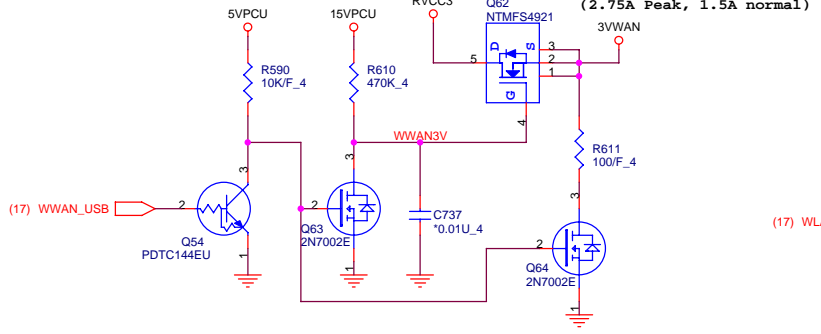 RVCC3
Q62
NTMFS4921
(2.75A Peak, 1.5A normal)
5VPCU
15VPCU
3VWAN
D
S
G
5
3
2
1
4
R590
10K/F_4
R610
470K_4
WWAN3V
R611
100/F_4
3
3
3
(17) WWAN_USB
2
2
2
1
1
1
Q54
PDTC144EU
Q63
2N7002E
C737
*0.01U_4
Q64
2N7002E
(17)